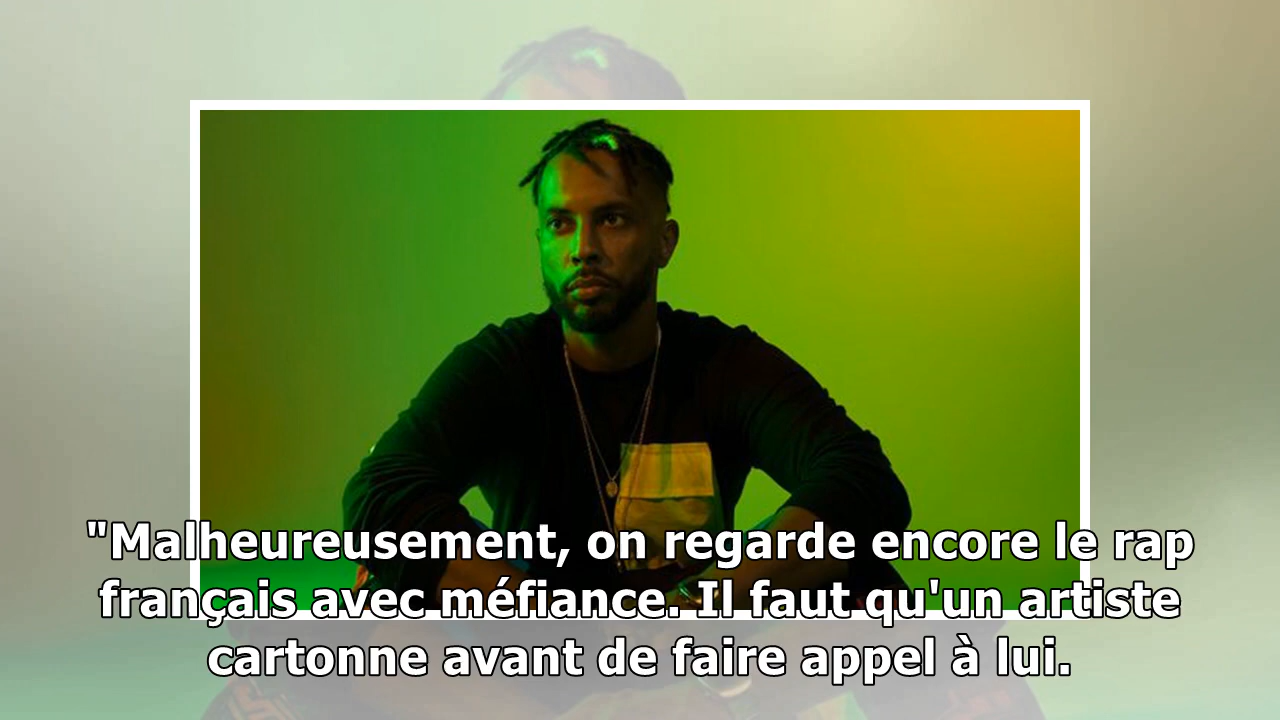 "Malheureusement, on regarde encore le rap
français avec méfiance. Il faut qu'un artiste
cartonne avant de faire appel à lui.